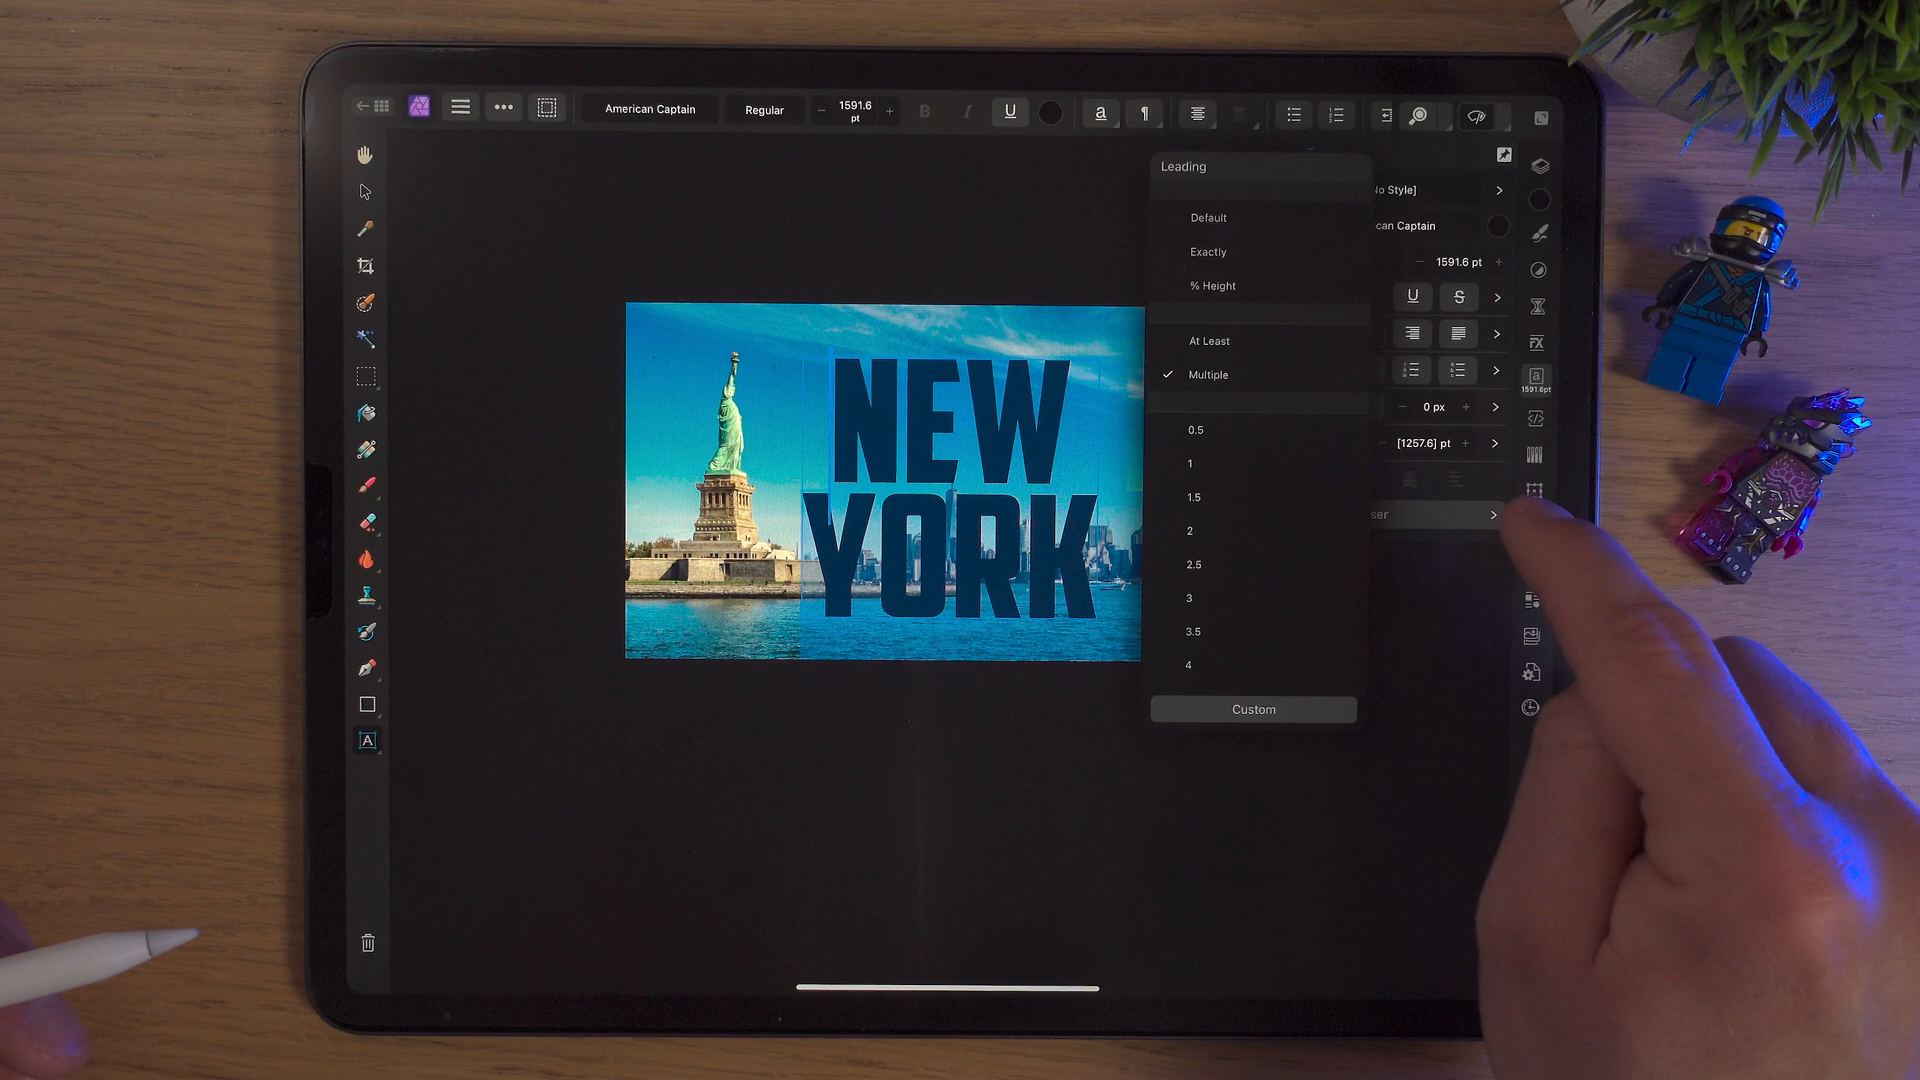 American Captain
Regular
1591.6
pt
B
I
U
a
¶
Leading
Default
Exactly
% Height
At Least
Multiple
0.5
1
1.5
2
2.5
3
3.5
4
Custom
No Style]
can Captain
1591.6 pt
U
S
0 px
[1257.6] pt
ser
FX
a
1591.6pt
A
NEW
YORK